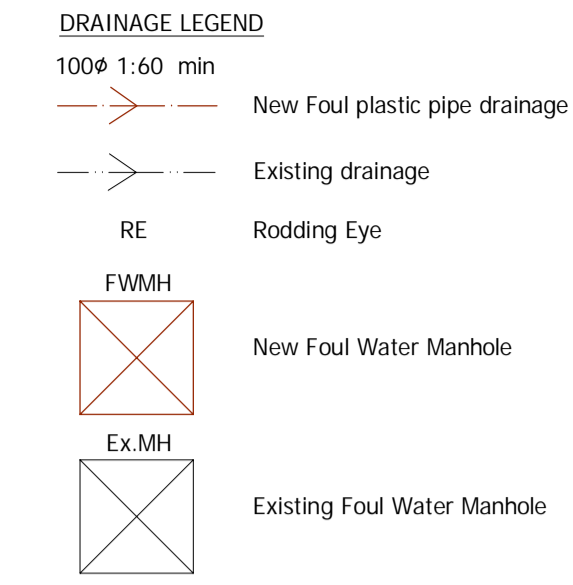 DRAINAGE LEGEND
100ϕ 1:60 min
New Foul plastic pipe drainage
Existing drainage
RE Rodding Eye
FWMH
New Foul Water Manhole
Ex.MH
Existing Foul Water Manhole